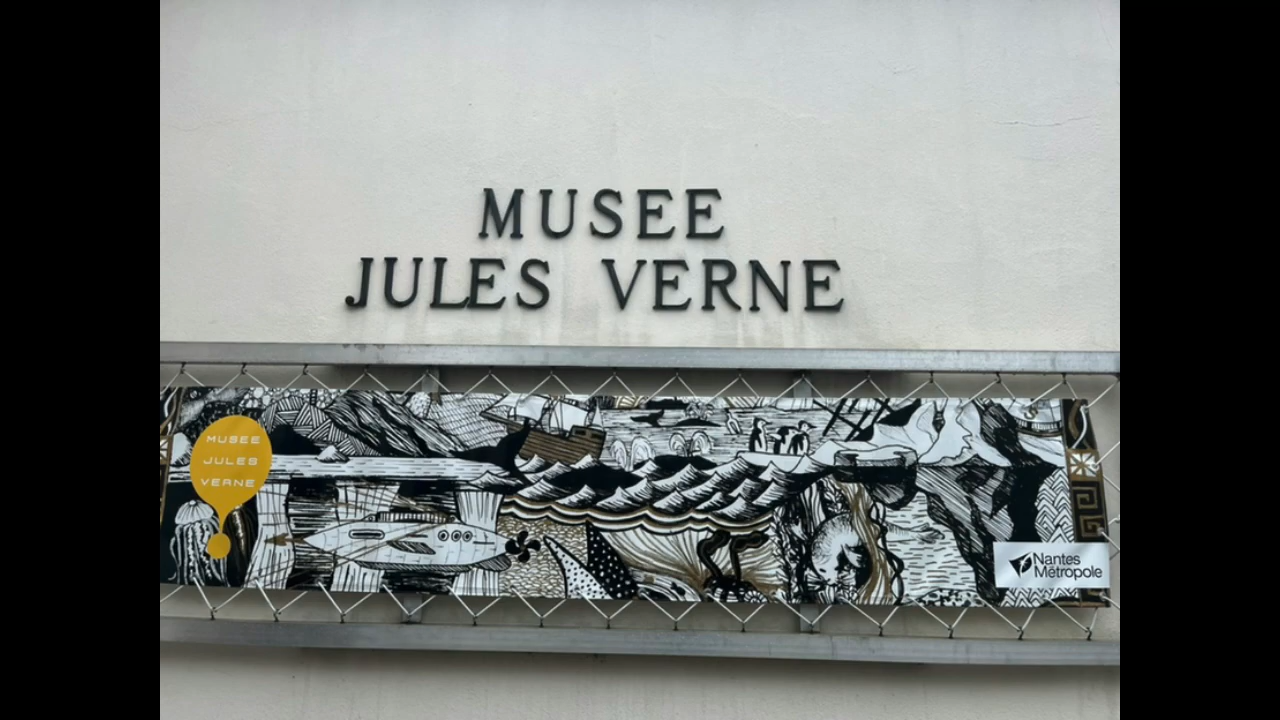 MUSEE
JULES VERNE
MUSEE
JULES
VERNE
Nantes
Métropole